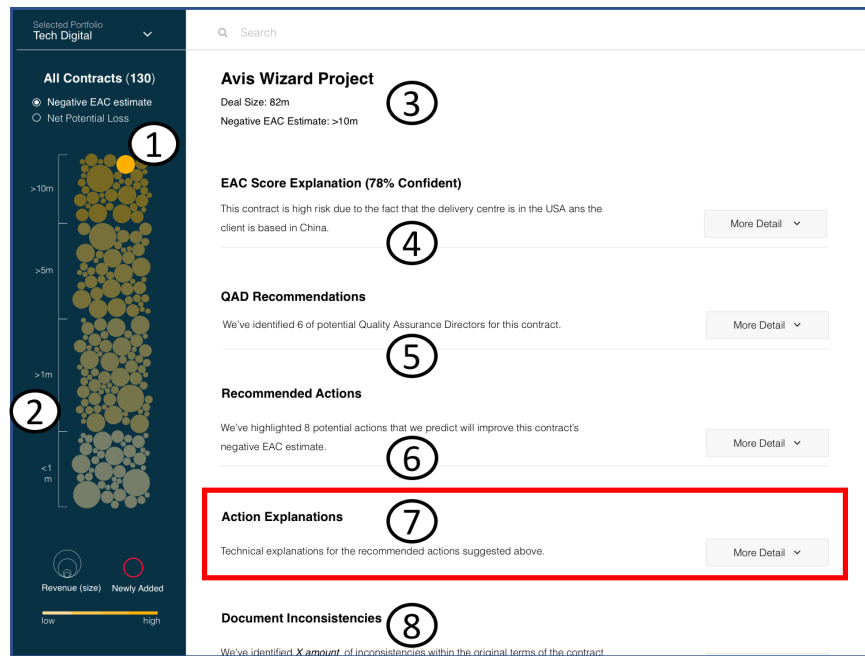 Selected Portfolio
Tech Digital
Search
All Contracts (130)
Negative EAC estimate
Net Potential Loss
1
>10m
>5m
>1m
2
<1
m
Revenue (size)
Newly Added
low
high
Avis Wizard Project
Deal Size: 82m
3
Negative EAC Estimate: >10m
EAC Score Explanation (78% Confident)
This contract is high risk due to the fact that the delivery centre is in the USA ans the
client is based in China.
4
More Detail
QAD Recommendations
We've identified 6 of potential Quality Assurance Directors for this contract.
More Detail
5
Recommended Actions
We've highlighted 8 potential actions that we predict will improve this contract's
negative EAC estimate.
6
More Detail
Action Explanations
7
Technical explanations for the recommended actions suggested above.
More Detail
Document Inconsistencies
8
We've identified X amount of inconsistencies within the original terms of the contract